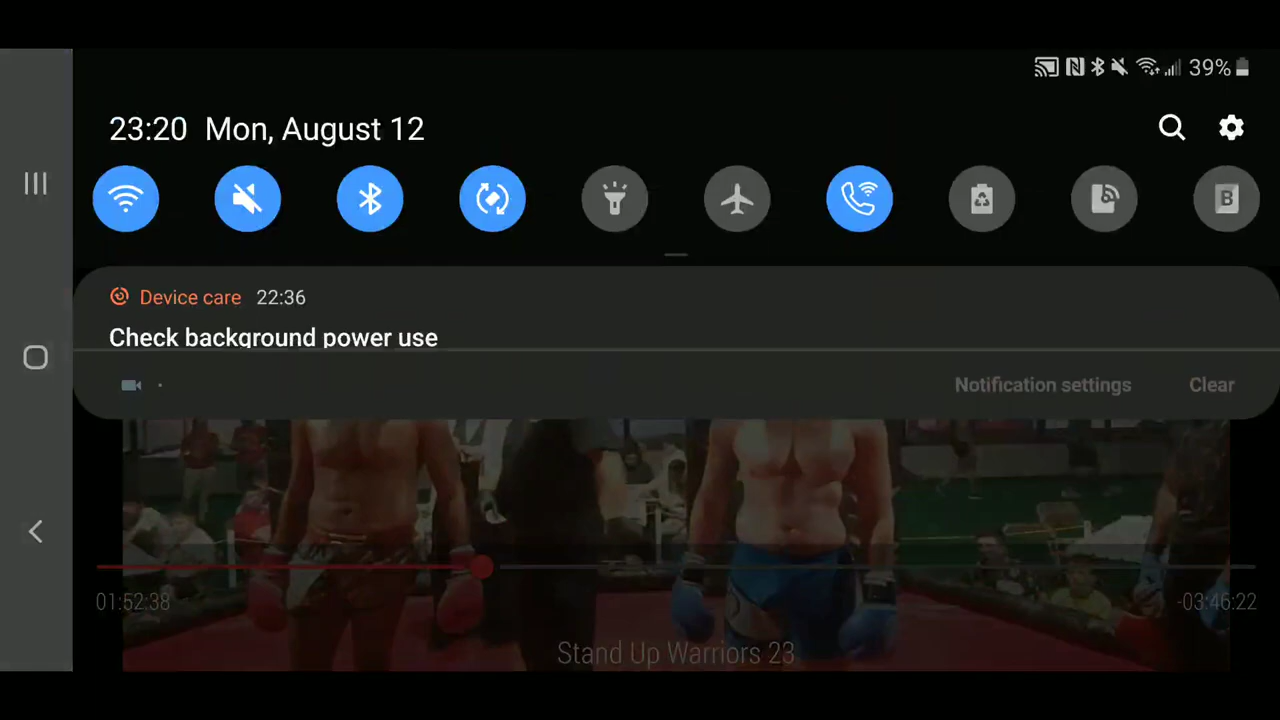 39%
23:20 Mon, August 12
B
Device care 22:36
Check background power use
Notification settings Clear
01:52:38 -03:46:22
Stand Up Warriors 23